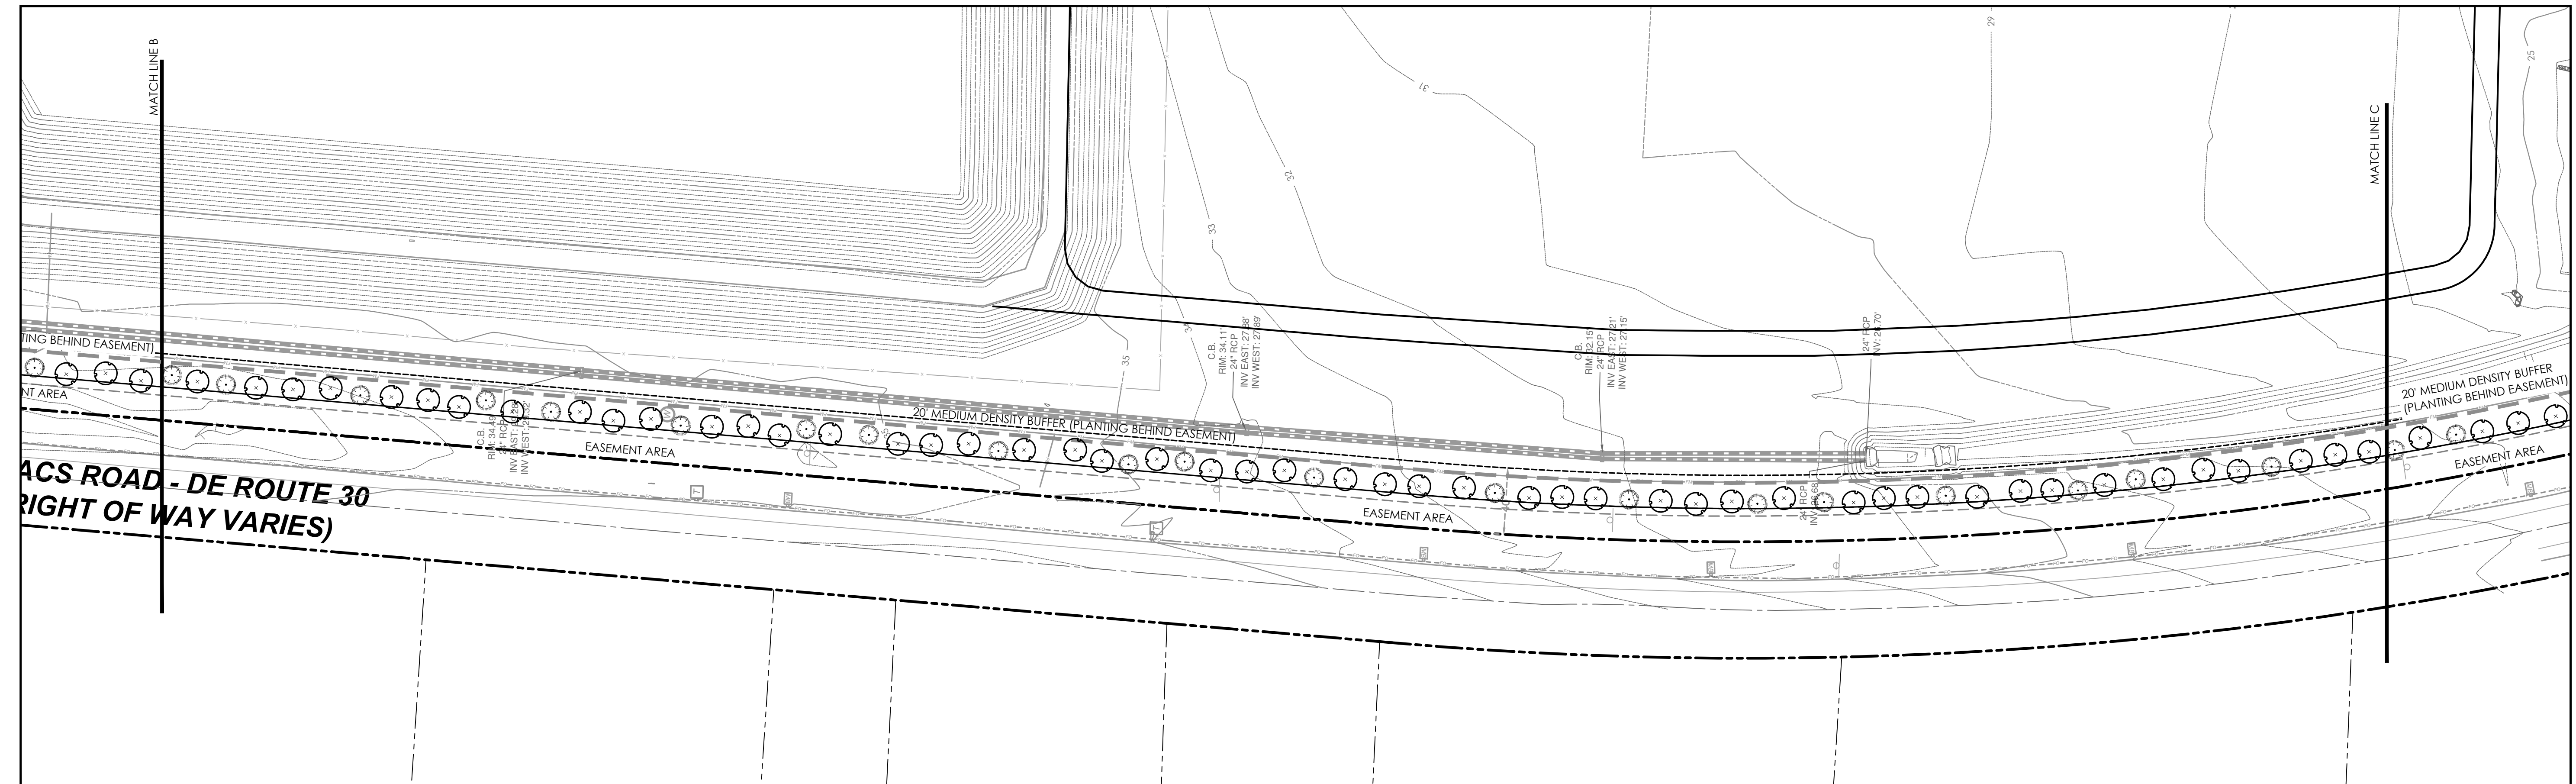 MATCH LINE B
TING BEHIND EASEMENT)
NT AREA
ACS ROAD - DE ROUTE 30
RIGHT OF WAY VARIES)
C.B.
EASEMENT AREA
35
33
32
31
29
25
C.B.
RIM: 34.11'
24" RCP
INV EAST: 27.88'
INV WEST: 27.89'
20' MEDIUM DENSITY BUFFER (PLANTING BEHIND EASEMENT)
EASEMENT AREA
C.B.
RIM: 32.15'
24" RCP
INV EAST: 27.21'
INV WEST: 27.15'
24" RCP
INV: 26.70'
24" RCP
MATCH LINE C
20' MEDIUM DENSITY BUFFER
(PLANTING BEHIND EASEMENT)
EASEMENT AREA